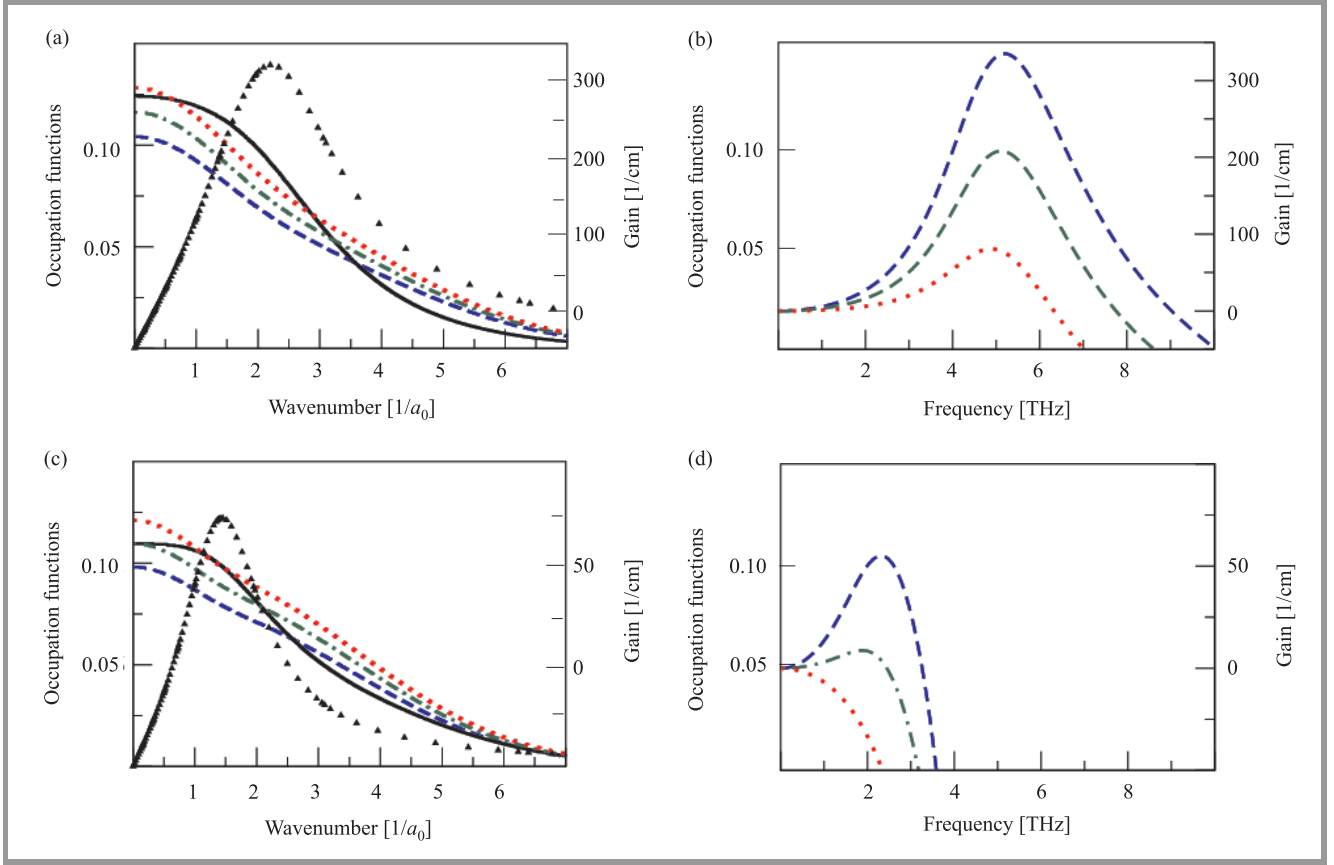 (a)
Occupation functions
0.10
0.05
300
200
100
0
Gain [1/cm]
1 2 3 4 5 6
Wavenumber [1/a0]
(b)
Occupation functions
0.10
0.05
300
200
100
0
Gain [1/cm]
2 4 6 8
Frequency [THz]
(c)
Occupation functions
0.10
0.05
50
0
Gain [1/cm]
1 2 3 4 5 6
Wavenumber [1/a0]
(d)
Occupation functions
0.10
0.05
50
0
Gain [1/cm]
2 4 6 8
Frequency [THz]